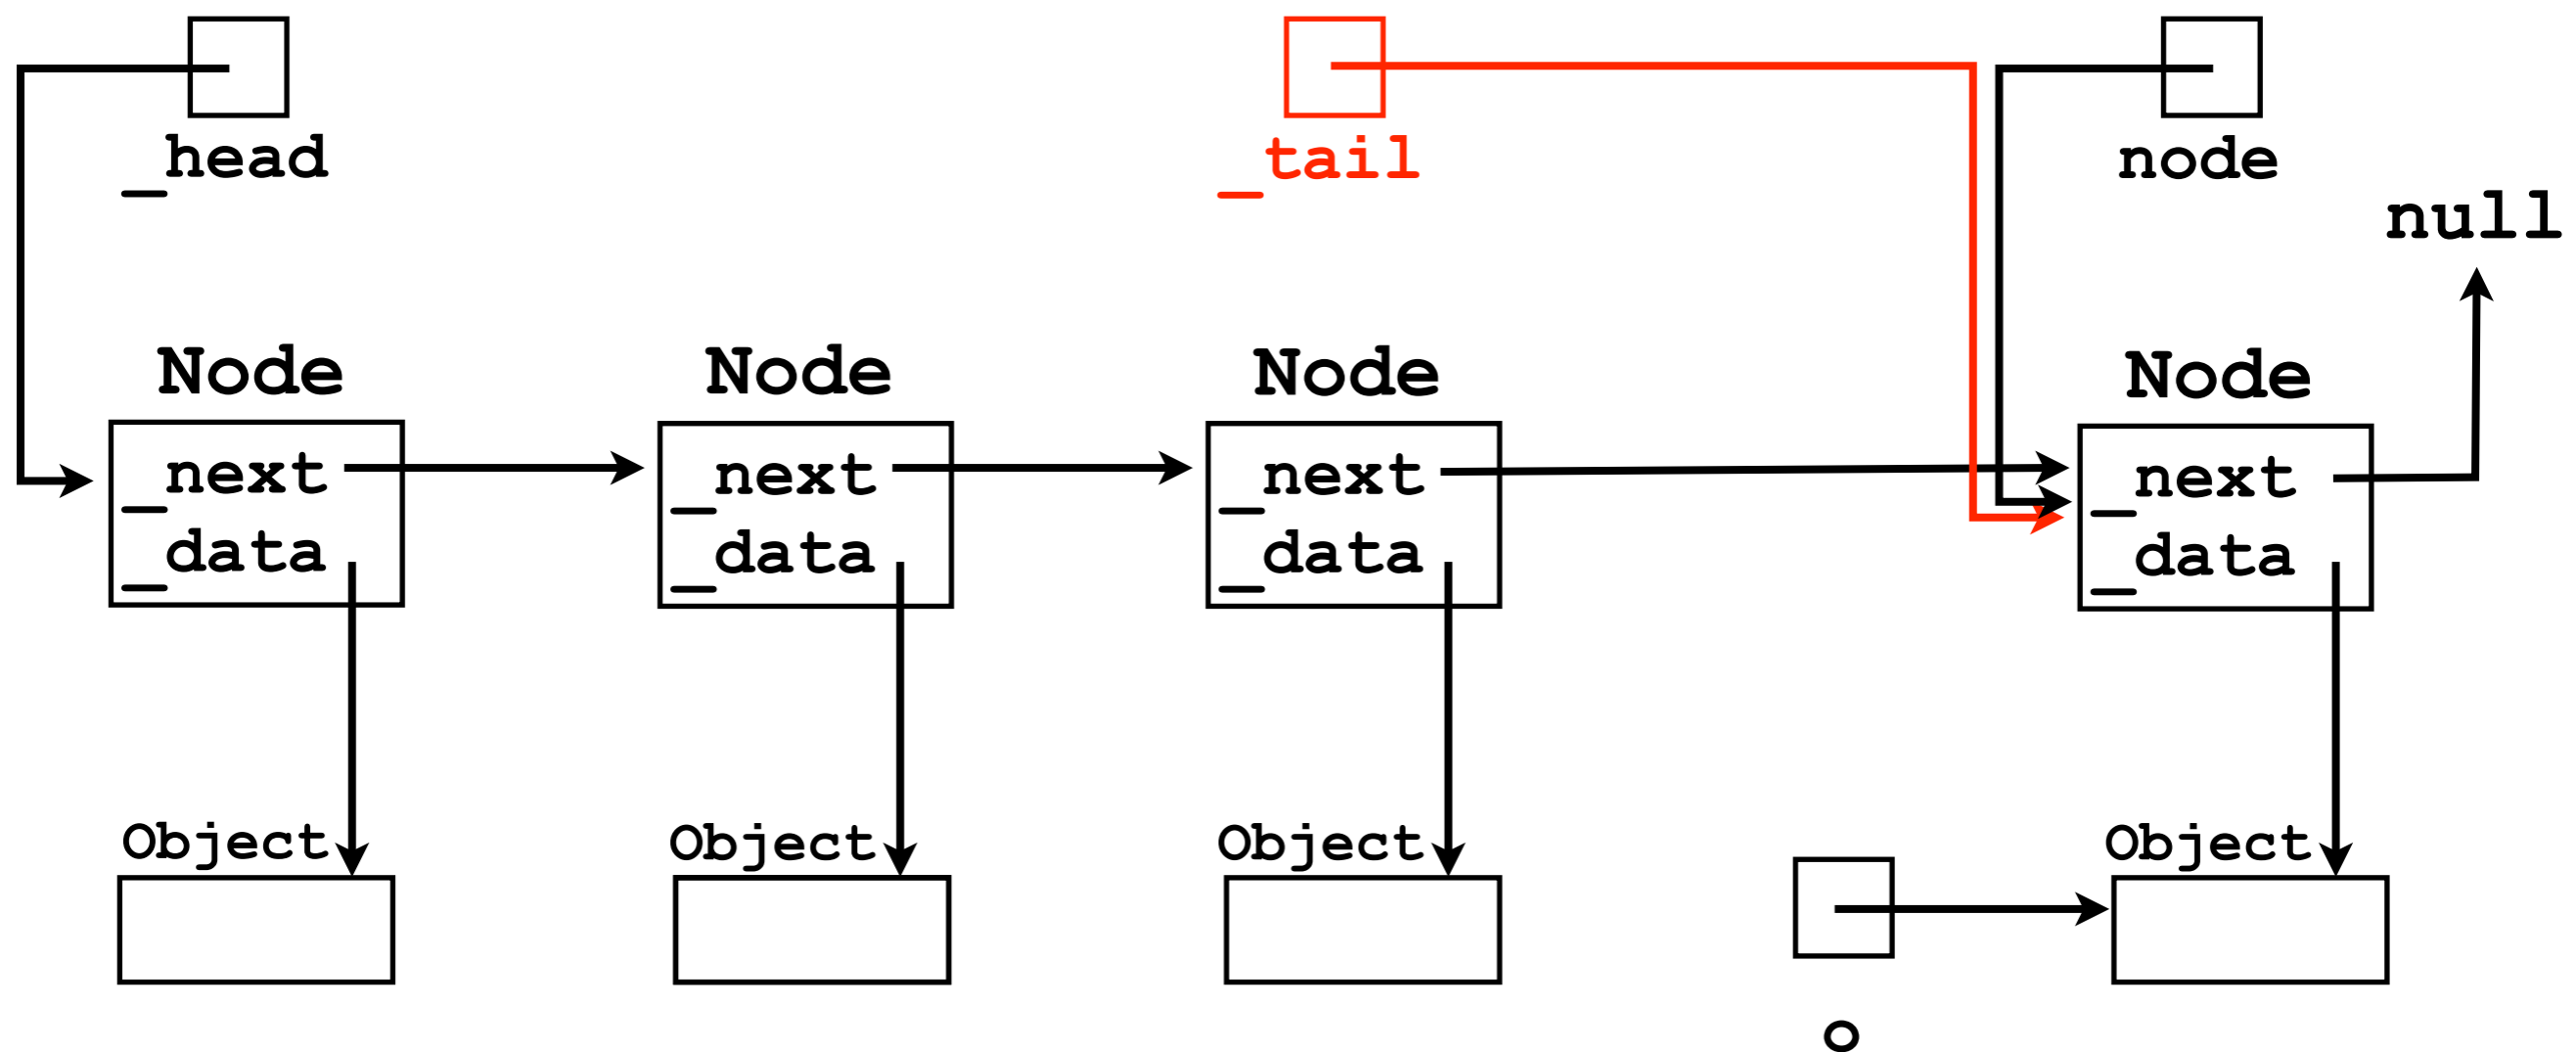 _head
_tail
node
null
Node
Node
Node
Node
_next
_data
_next
_data
_next
_data
_next
_data
Object
Object
Object
Object
o